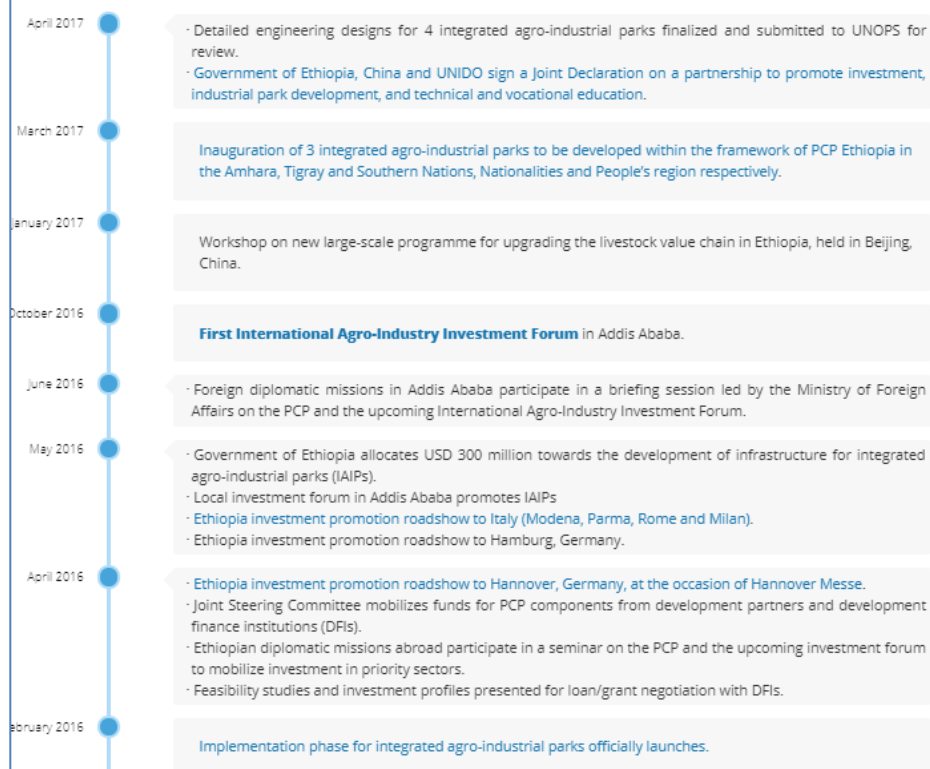 April 2017
· Detailed engineering designs for 4 integrated agro-industrial parks finalized and submitted to UNOPS for
review.
· Government of Ethiopia, China and UNIDO sign a Joint Declaration on a partnership to promote investment,
industrial park development, and technical and vocational education.
March 2017
Inauguration of 3 integrated agro-industrial parks to be developed within the framework of PCP Ethiopia in
the Amhara, Tigray and Southern Nations, Nationalities and People's region respectively.
January 2017
Workshop on new large-scale programme for upgrading the livestock value chain in Ethiopia, held in Beijing,
China.
October 2016
First International Agro-Industry Investment Forum in Addis Ababa.
June 2016
· Foreign diplomatic missions in Addis Ababa participate in a briefing session led by the Ministry of Foreign
Affairs on the PCP and the upcoming International Agro-Industry Investment Forum.
May 2016
· Government of Ethiopia allocates USD 300 million towards the development of infrastructure for integrated
agro-industrial parks (IAIPs).
· Local investment forum in Addis Ababa promotes IAIPs
· Ethiopia investment promotion roadshow to Italy (Modena, Parma, Rome and Milan).
· Ethiopia investment promotion roadshow to Hamburg, Germany.
April 2016
· Ethiopia investment promotion roadshow to Hannover, Germany, at the occasion of Hannover Messe.
· Joint Steering Committee mobilizes funds for PCP components from development partners and development
finance institutions (DFIs).
· Ethiopian diplomatic missions abroad participate in a seminar on the PCP and the upcoming investment forum
to mobilize investment in priority sectors.
· Feasibility studies and investment profiles presented for loan/grant negotiation with DFIs.
ebruary 2016
Implementation phase for integrated agro-industrial parks officially launches.